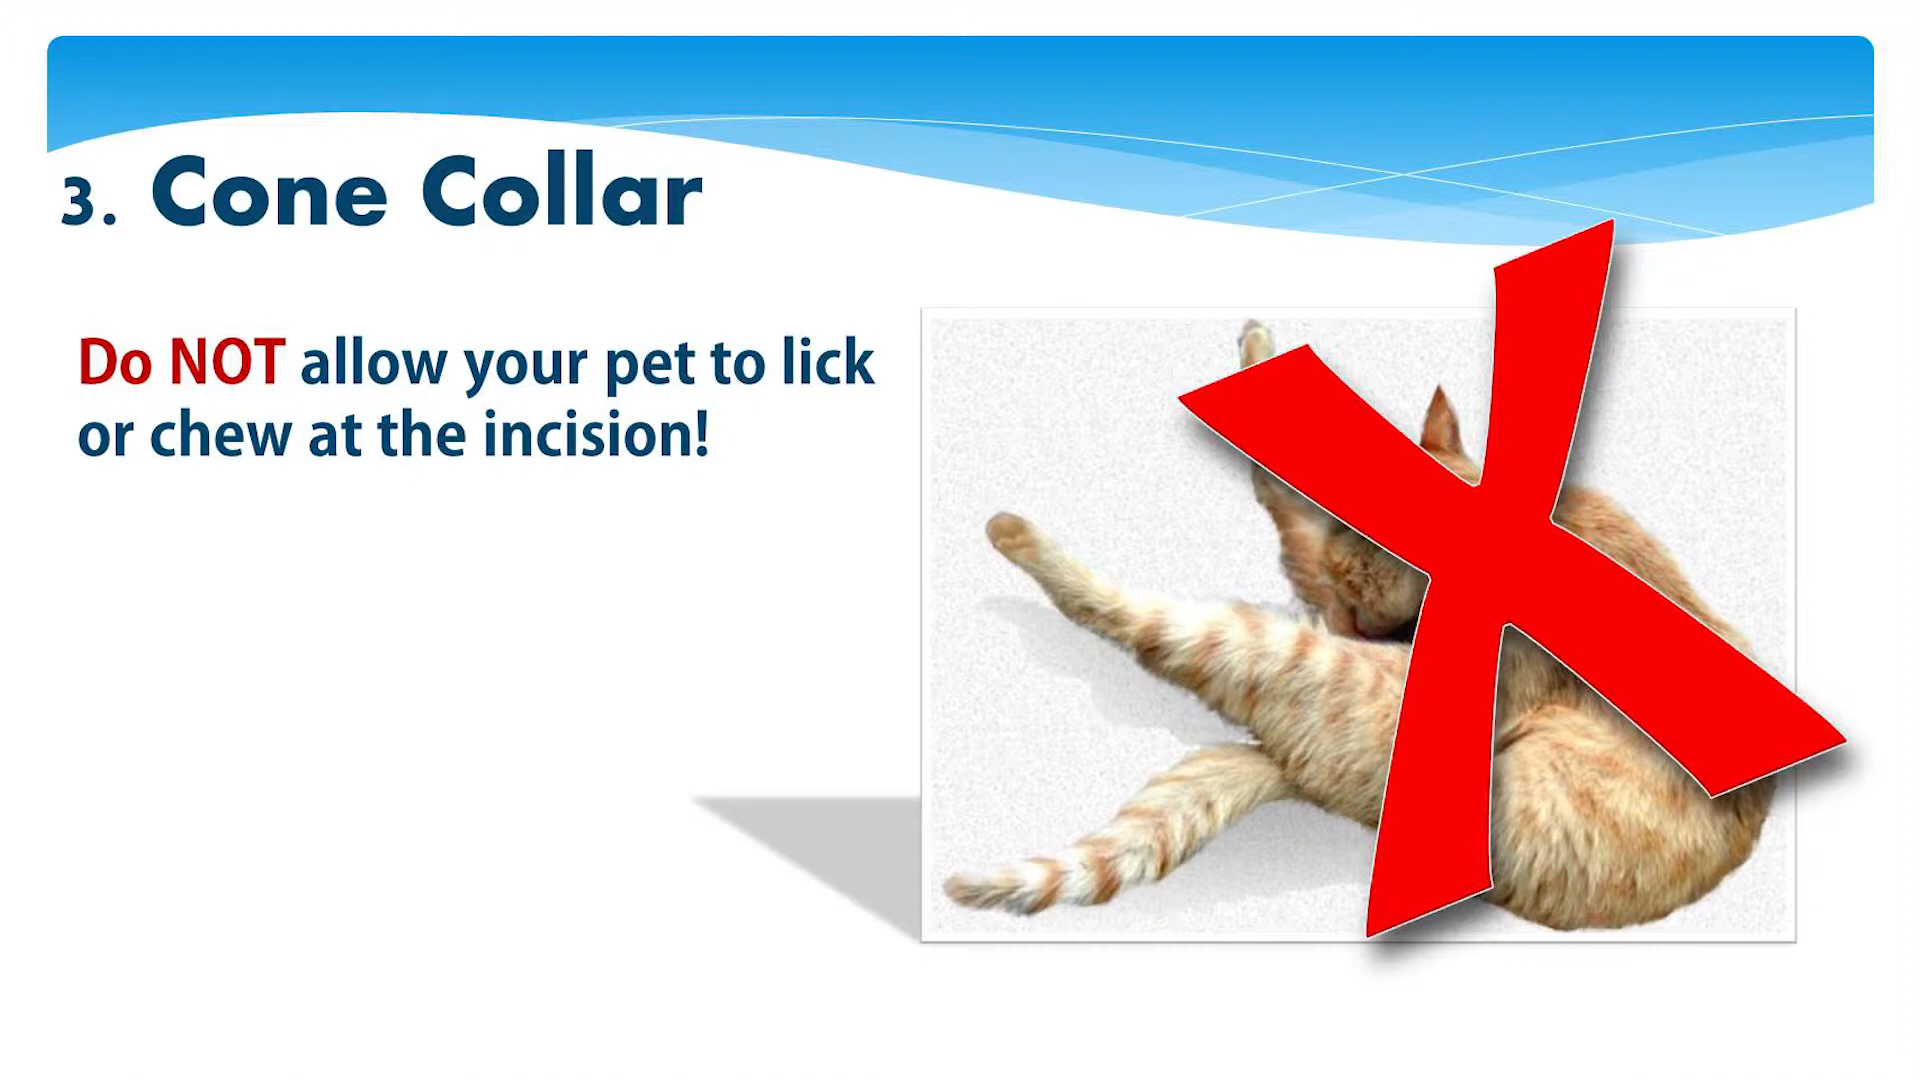 3. Cone Collar
Do NOT allow your pet to lick
or chew at the incision!